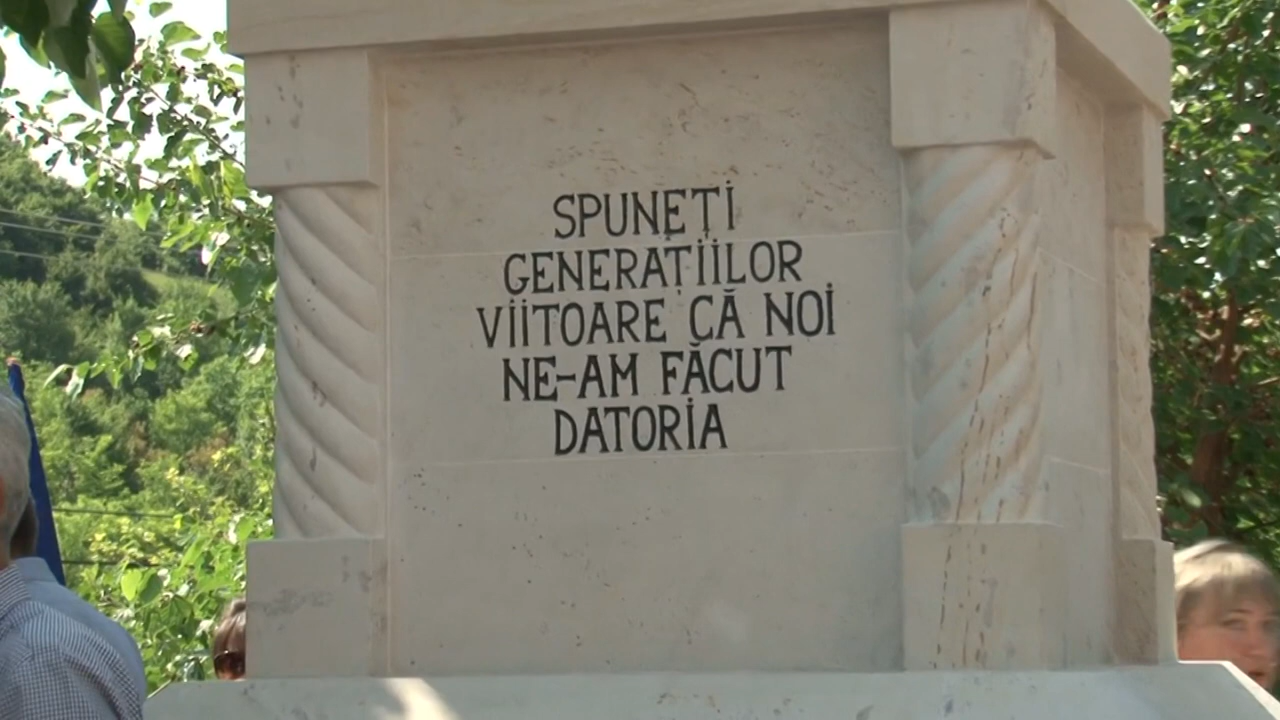 SPUNEȚI
GENERAȚIILOR
VIITOARE CĂ NOI
NE-AM FĂCUT
DATORIA